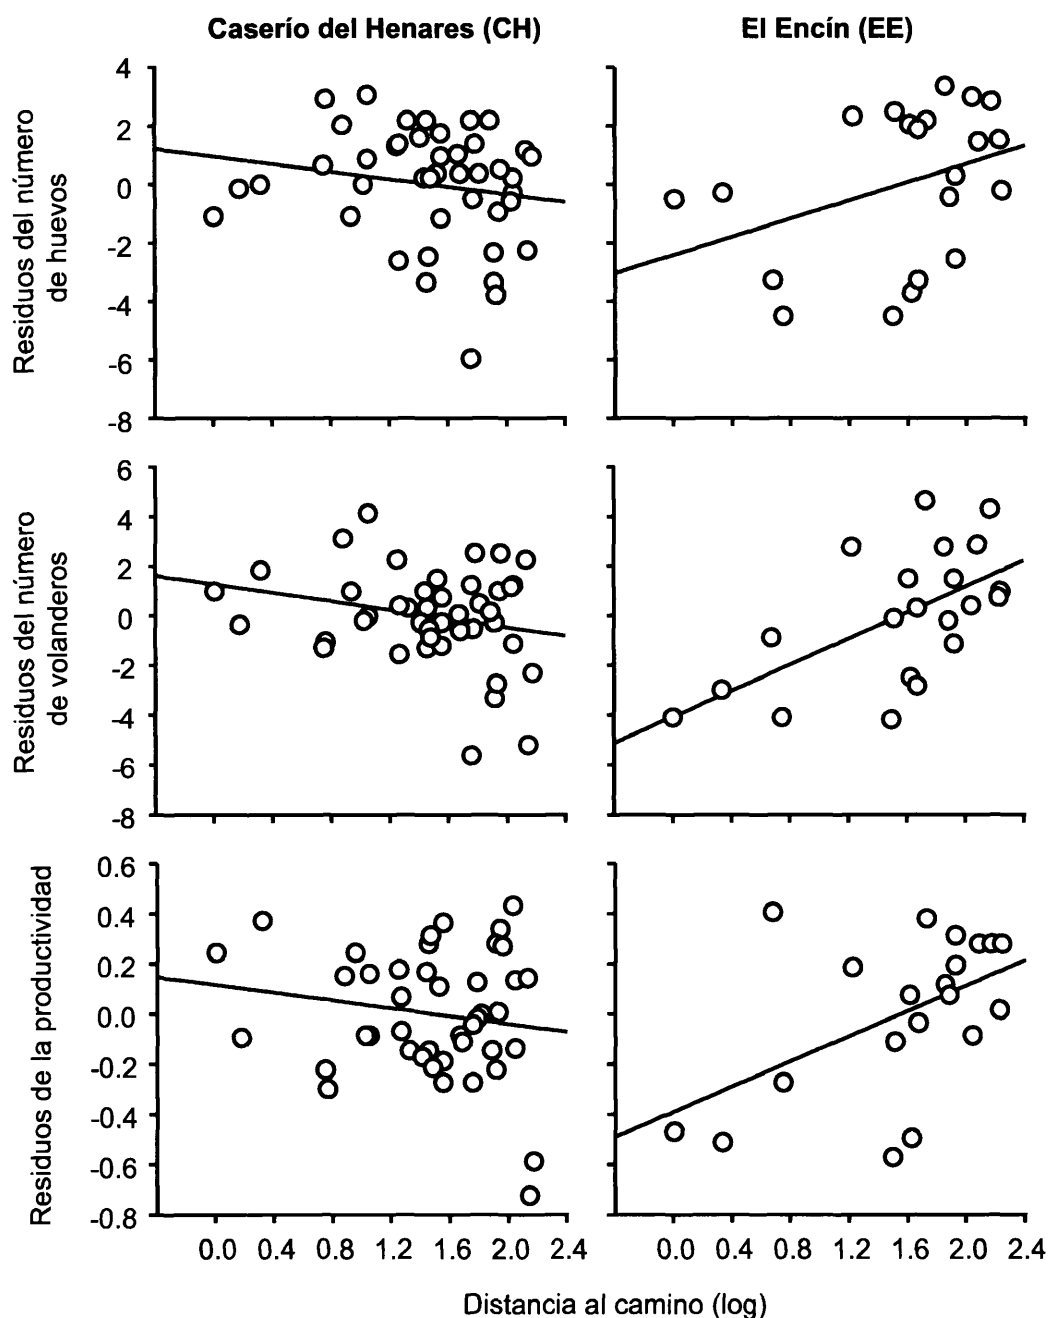 Caserío del Henares (CH)
El Encín (EE)
Residuos del número
de huevos
4
2
0
-2
-4
-6
-8
Residuos del número
de volanderos
6
4
2
0
-2
-4
-6
-8
Residuos de la productividad
0.6
0.4
0.2
0.0
-0.2
-0.4
-0.6
-0.8
0.0 0.4 0.8 1.2 1.6 2.0 2.4
0.0 0.4 0.8 1.2 1.6 2.0 2.4
Distancia al camino (log)